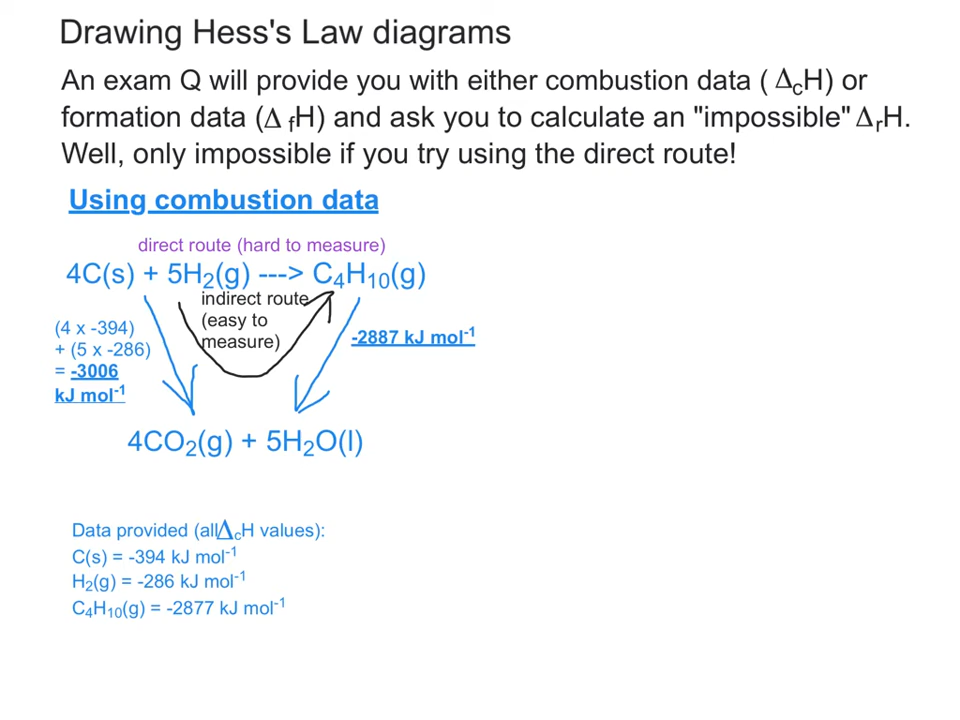 Drawing Hess's Law diagrams
An exam Q will provide you with either combustion data ( ΔcH) or
formation data (Δ fH) and ask you to calculate an "impossible" ΔrH.
Well, only impossible if you try using the direct route!
Using combustion data
direct route (hard to measure)
4C(s) + 5H₂(g) ---> C₄H₁₀(g)
indirect route
(easy to
measure)
(4 x -394)
+ (5 x -286)
= -3006
kJ mol⁻¹
-2887 kJ mol⁻¹
4CO₂(g) + 5H₂O(l)
Data provided (all ΔcH values):
C(s) = -394 kJ mol⁻¹
H₂(g) = -286 kJ mol⁻¹
C₄H₁₀(g) = -2877 kJ mol⁻¹